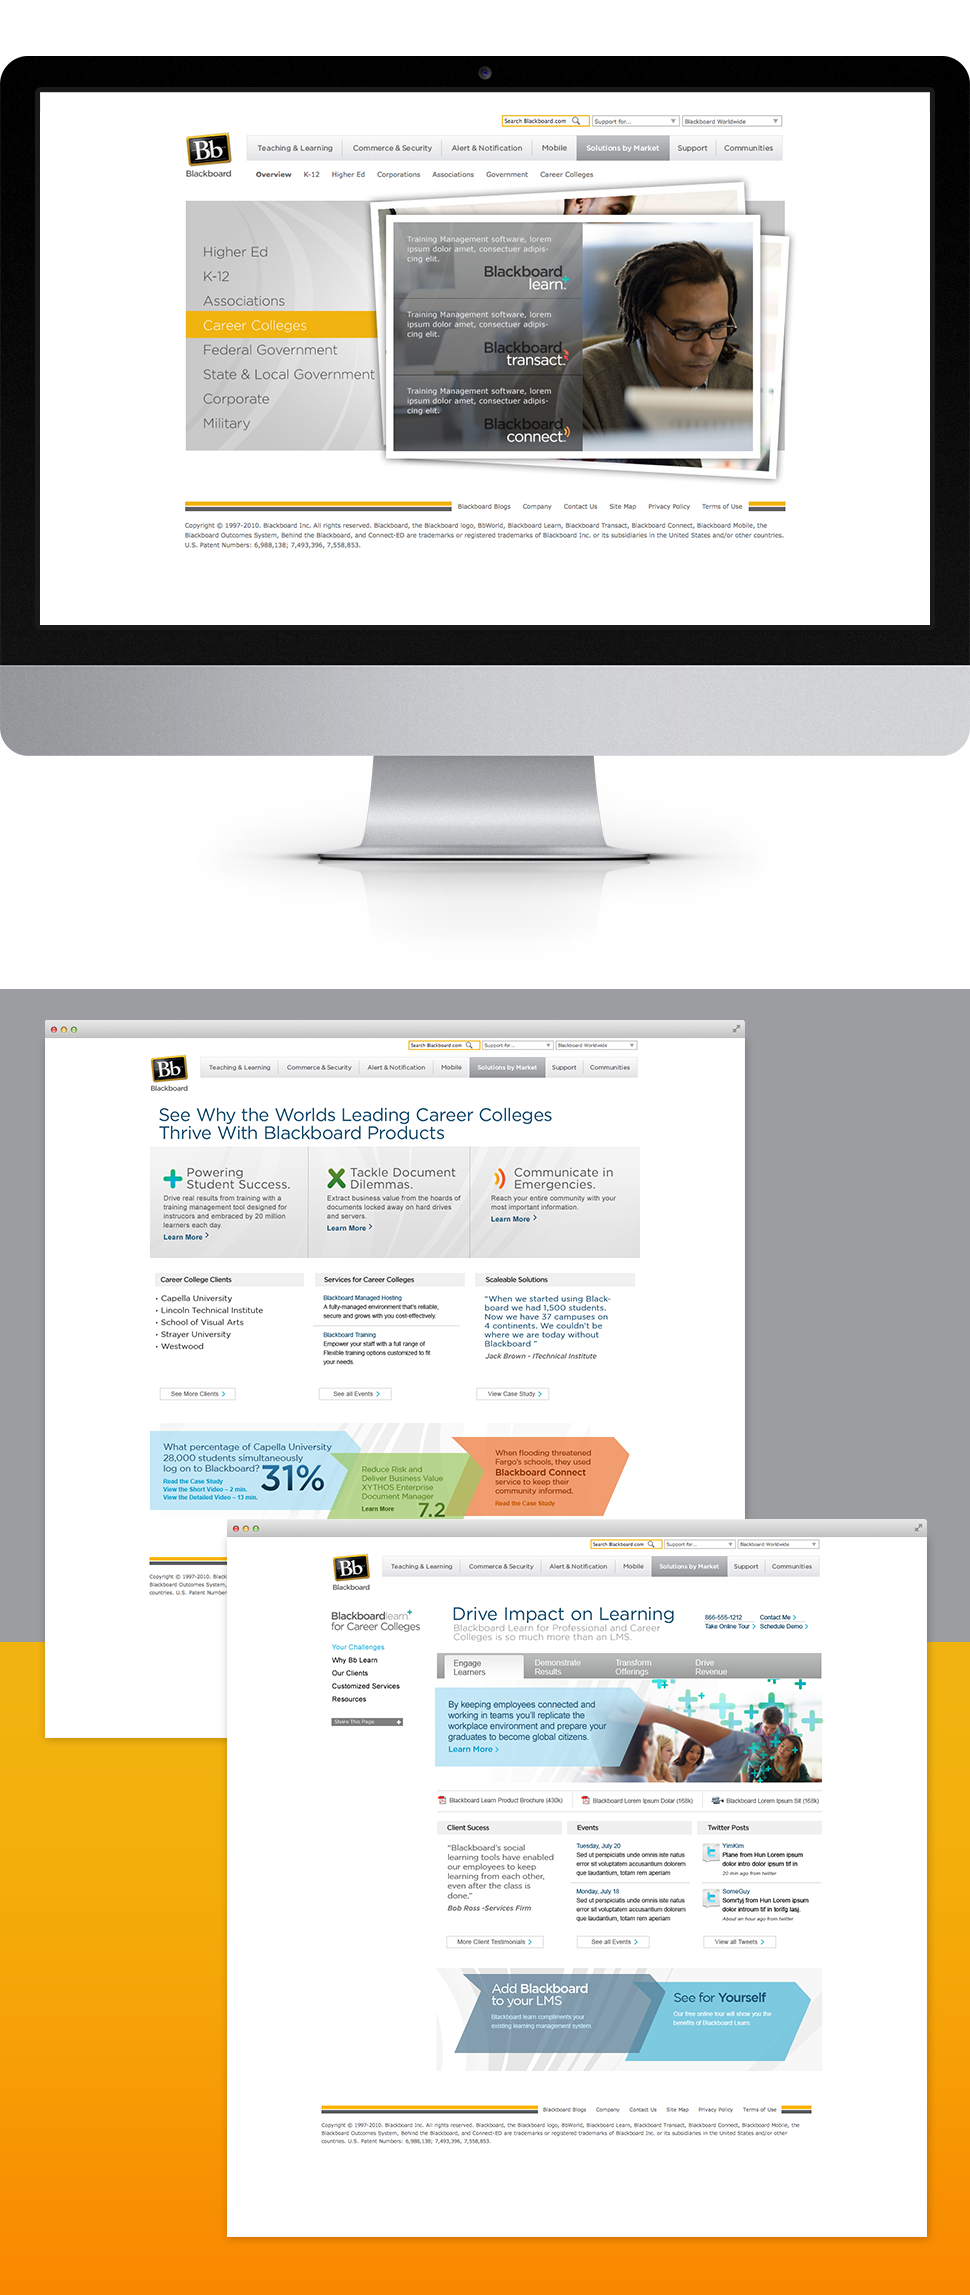 Search Blackboard.com
Support for...
Blackboard Worldwide
Bb
Blackboard
Teaching & Learning
Commerce & Security
Alert & Notification
Mobile
Solutions by Market
Support
Communities
Overview
K-12
Higher Ed
Corporations
Associations
Government
Career Colleges
Higher Ed
K-12
Associations
Career Colleges
Federal Government
State & Local Government
Corporate
Military
Training Management software, lorem
ipsum dolor amet, consectuer adipis-
cing elit.
Blackboard
learn+
Training Management software, lorem
ipsum dolor amet, consectuer adipis-
cing elit.
Blackboard
transact
Training Management software, lorem
ipsum dolor amet, consectuer adipis-
cing elit.
Blackboard
connect
Blackboard Blogs
Company
Contact Us
Site Map
Privacy Policy
Terms of Use
Copyright © 1997-2010. Blackboard Inc. All rights reserved. Blackboard, the Blackboard logo, BbWorld, Blackboard Learn, Blackboard Transact, Blackboard Connect, Blackboard Mobile, the
Blackboard Outcomes System, Behind the Blackboard, and Connect-ED are trademarks or registered trademarks of Blackboard Inc. or its subsidiaries in the United States and/or other countries.
U.S. Patent Numbers: 6,988,138; 7,493,396, 7,558,853.
Search Blackboard.com
Support for...
Blackboard Worldwide
Bb
Blackboard
Teaching & Learning
Commerce & Security
Alert & Notification
Mobile
Solutions by Market
Support
Communities
See Why the Worlds Leading Career Colleges
Thrive With Blackboard Products
Powering
Student Success.
Drive real results from training with a
training management tool designed for
instrucors and embraced by 20 million
learners each day.
Learn More >
Tackle Document
Dilemmas.
Extract business value from the hoards of
documents locked away on hard drives
and servers.
Learn More >
Communicate in
Emergencies.
Reach your entire community with your
most important information.
Learn More >
Career College Clients
• Capella University
• Lincoln Technical Institute
• School of Visual Arts
• Strayer University
• Westwood
See More Clients >
Services for Career Colleges
Blackboard Managed Hosting
A fully-managed environment that's reliable,
secure and grows with you cost-effectively.
Blackboard Training
Empower your staff with a full range of
Flexible training options customized to fit
your needs.
See all Events >
Scaleable Solutions
“When we started using Black-
board we had 1,500 students.
Now we have 37 campuses on
4 continents. We couldn't be
where we are today without
Blackboard ”
Jack Brown - ITechnical Institute
View Case Study >
What percentage of Capella University
28,000 students simultaneously
log on to Blackboard?
31%
Read the Case Study
View the Short Video – 2 min.
View the Detailed Video – 13 min.
Reduce Risk and
Deliver Business Value
XYTHOS Enterprise
Document Manager
Learn More
7.2
When flooding threatened
Fargo's schools, they used
Blackboard Connect
service to keep their
community informed.
Read the Case Study
Copyright © 1997-2010. Black
Blackboard Outcomes System,
countries. U.S. Patent Numbers:
Search Blackboard.com
Support for...
Blackboard Worldwide
Bb
Blackboard
Teaching & Learning
Commerce & Security
Alert & Notification
Mobile
Solutions by Market
Support
Communities
Blackboardlearn+
for Career Colleges
Your Challenges
Why Bb Learn
Our Clients
Customized Services
Resources
Share This Page +
Drive Impact on Learning
Blackboard Learn for Professional and Career
Colleges is so much more than an LMS.
866-555-1212
Contact Me >
Take Online Tour >
Schedule Demo >
Engage
Learners
Demonstrate
Results
Transform
Offerings
Drive
Revenue
By keeping employees connected and
working in teams you'll replicate the
workplace environment and prepare your
graduates to become global citizens.
Learn More >
Blackboard Learn Product Brochure (430k)
Blackboard Lorem Ipsum Dolar (168k)
Blackboard Lorem Ipsum Sit (168k)
Client Sucess
“Blackboard's social
learning tools have enabled
our employees to keep
learning from each other,
even after the class is
done.”
Bob Ross -Services Firm
More Client Testimonials >
Events
Tuesday, July 20
Sed ut perspiciatis unde omnis iste natus
error sit voluptatem accusantium dolorem
que laudantium, totam rem aperiam
Monday, July 18
Sed ut perspiciatis unde omnis iste natus
error sit voluptatem accusantium dolorem
que laudantium, totam rem aperiam
See all Events >
Twitter Posts
YimKim
Plane from Hun Lorem ipsum
dolor intro dolor ipsum tif in
20 min ago from twitter
SomeGuy
Somrtyj from Hun Lorem ipsum
dolor introum tif in torifg lasj.
About an hour ago from twitter
View all Tweets >
Add Blackboard
to your LMS
Blackboard learn compliments your
existing learning management system.
See for Yourself
Our free online tour will show you the
benefits of Blackboard Learn.
Blackboard Blogs
Company
Contact Us
Site Map
Privacy Policy
Terms of Use
Copyright © 1997-2010. Blackboard Inc. All rights reserved. Blackboard, the Blackboard logo, BbWorld, Blackboard Learn, Blackboard Transact, Blackboard Connect, Blackboard Mobile, the
Blackboard Outcomes System, Behind the Blackboard, and Connect-ED are trademarks or registered trademarks of Blackboard Inc. or its subsidiaries in the United States and/or other
countries. U.S. Patent Numbers: 6,988,138; 7,493,396, 7,558,853.